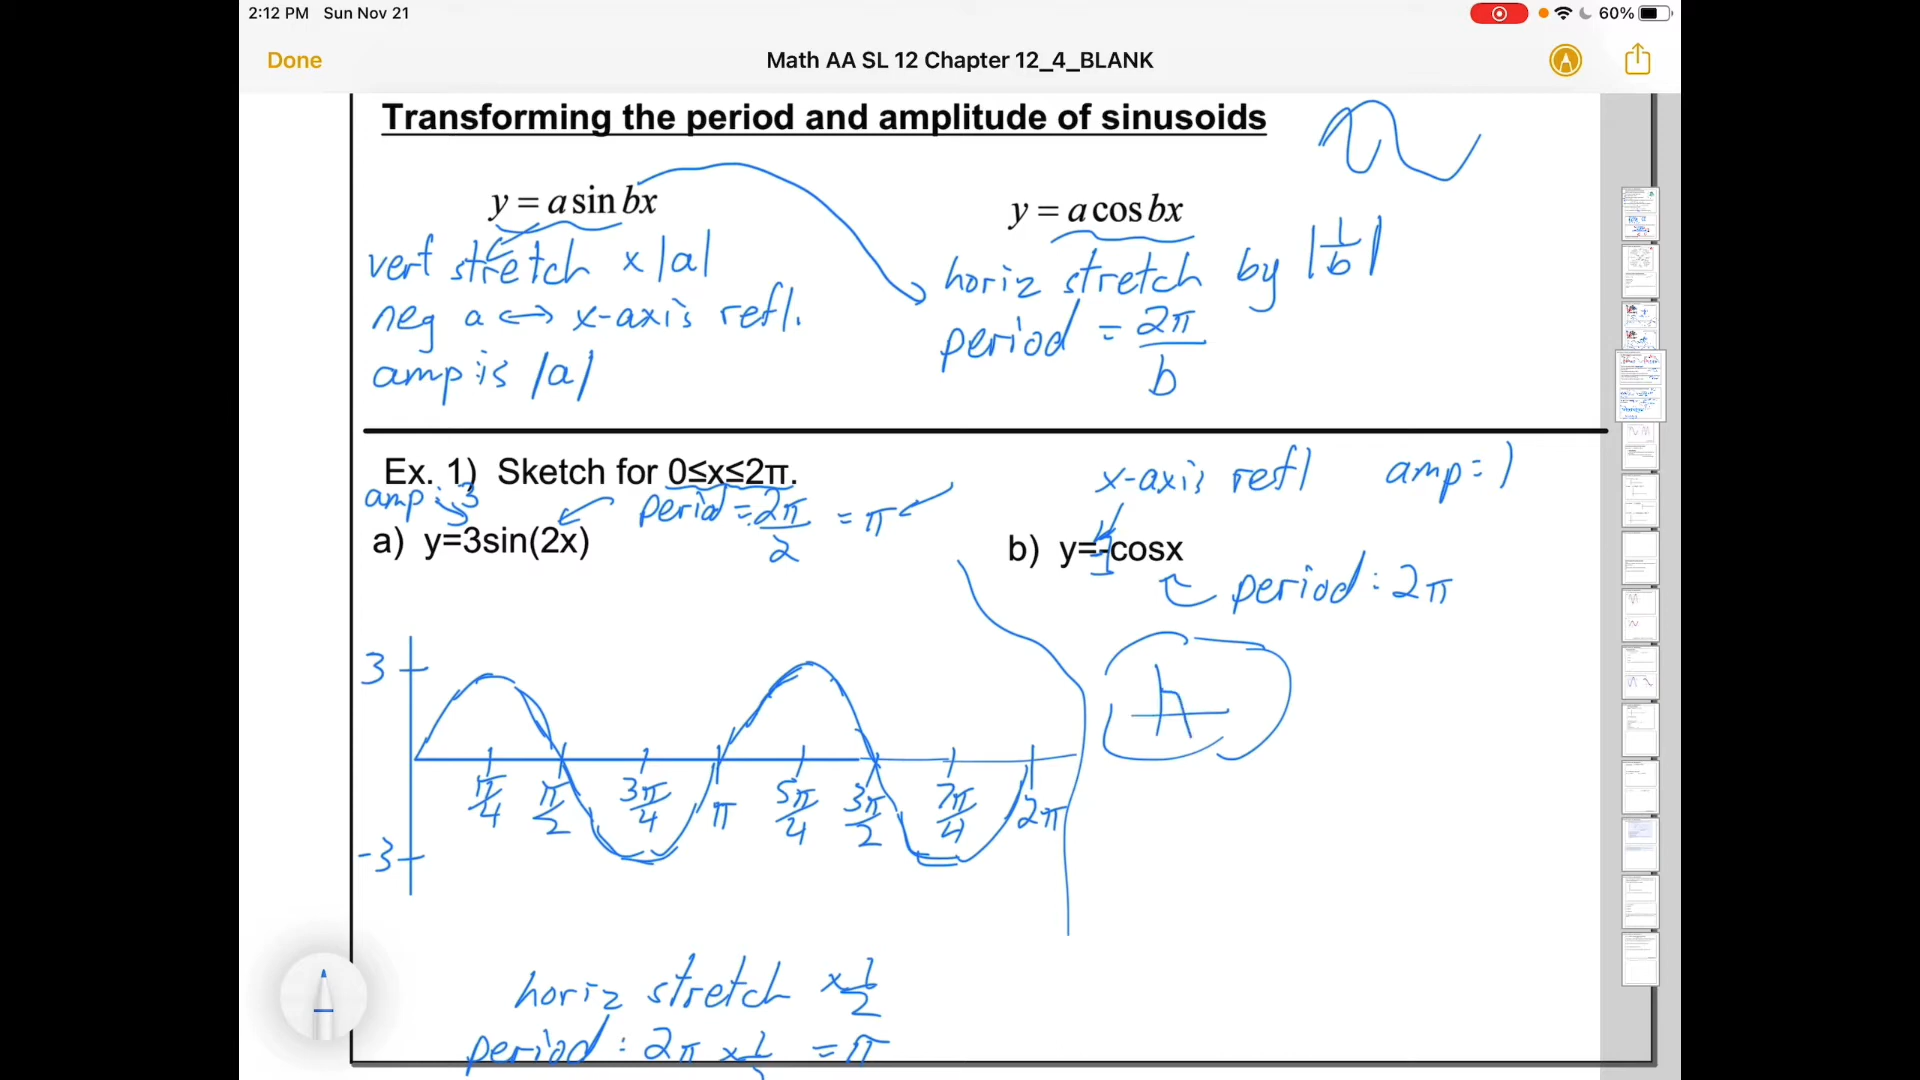 2:12 PM Sun Nov 21
60%
Done
Math AA SL 12 Chapter 12_4_BLANK
Transforming the period and amplitude of sinusoids
y = a sin bx
y = a cos bx
vert stretch x |a|
neg a ↔ x-axis refl.
amp is |a|
horiz stretch by |1/b|
period = 2π/b
Ex. 1) Sketch for 0≤x≤2π.
amp: 3
period = 2π/2 = π
a) y=3sin(2x)
x-axis refl amp = 1
b) y=-1cosx
period: 2π
3
-3
π/4 π/2 3π/4 π 5π/4 3π/2 7π/4 2π
horiz stretch x 1/2
period: 2π x 1/2 = π